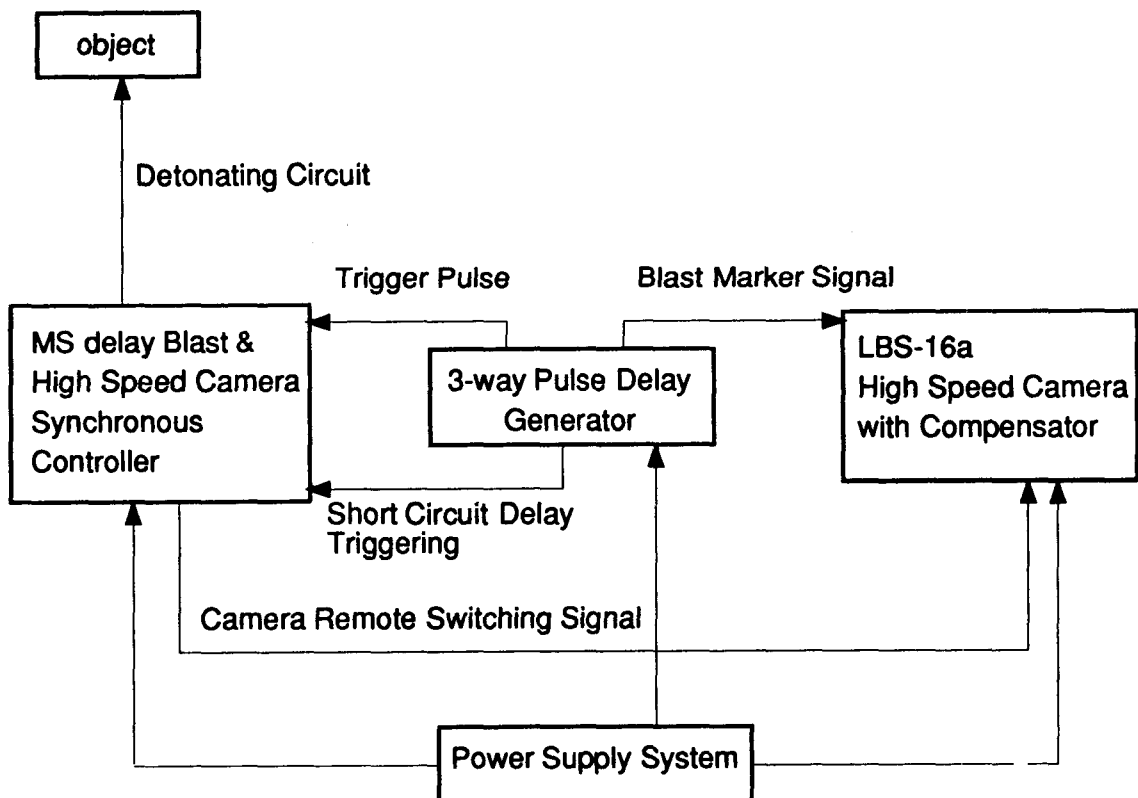 object
Detonating Circuit
Trigger Pulse
Blast Marker Signal
MS delay Blast &
High Speed Camera
Synchronous
Controller
3-way Pulse Delay
Generator
LBS-16a
High Speed Camera
with Compensator
Short Circuit Delay
Triggering
Camera Remote Switching Signal
Power Supply System